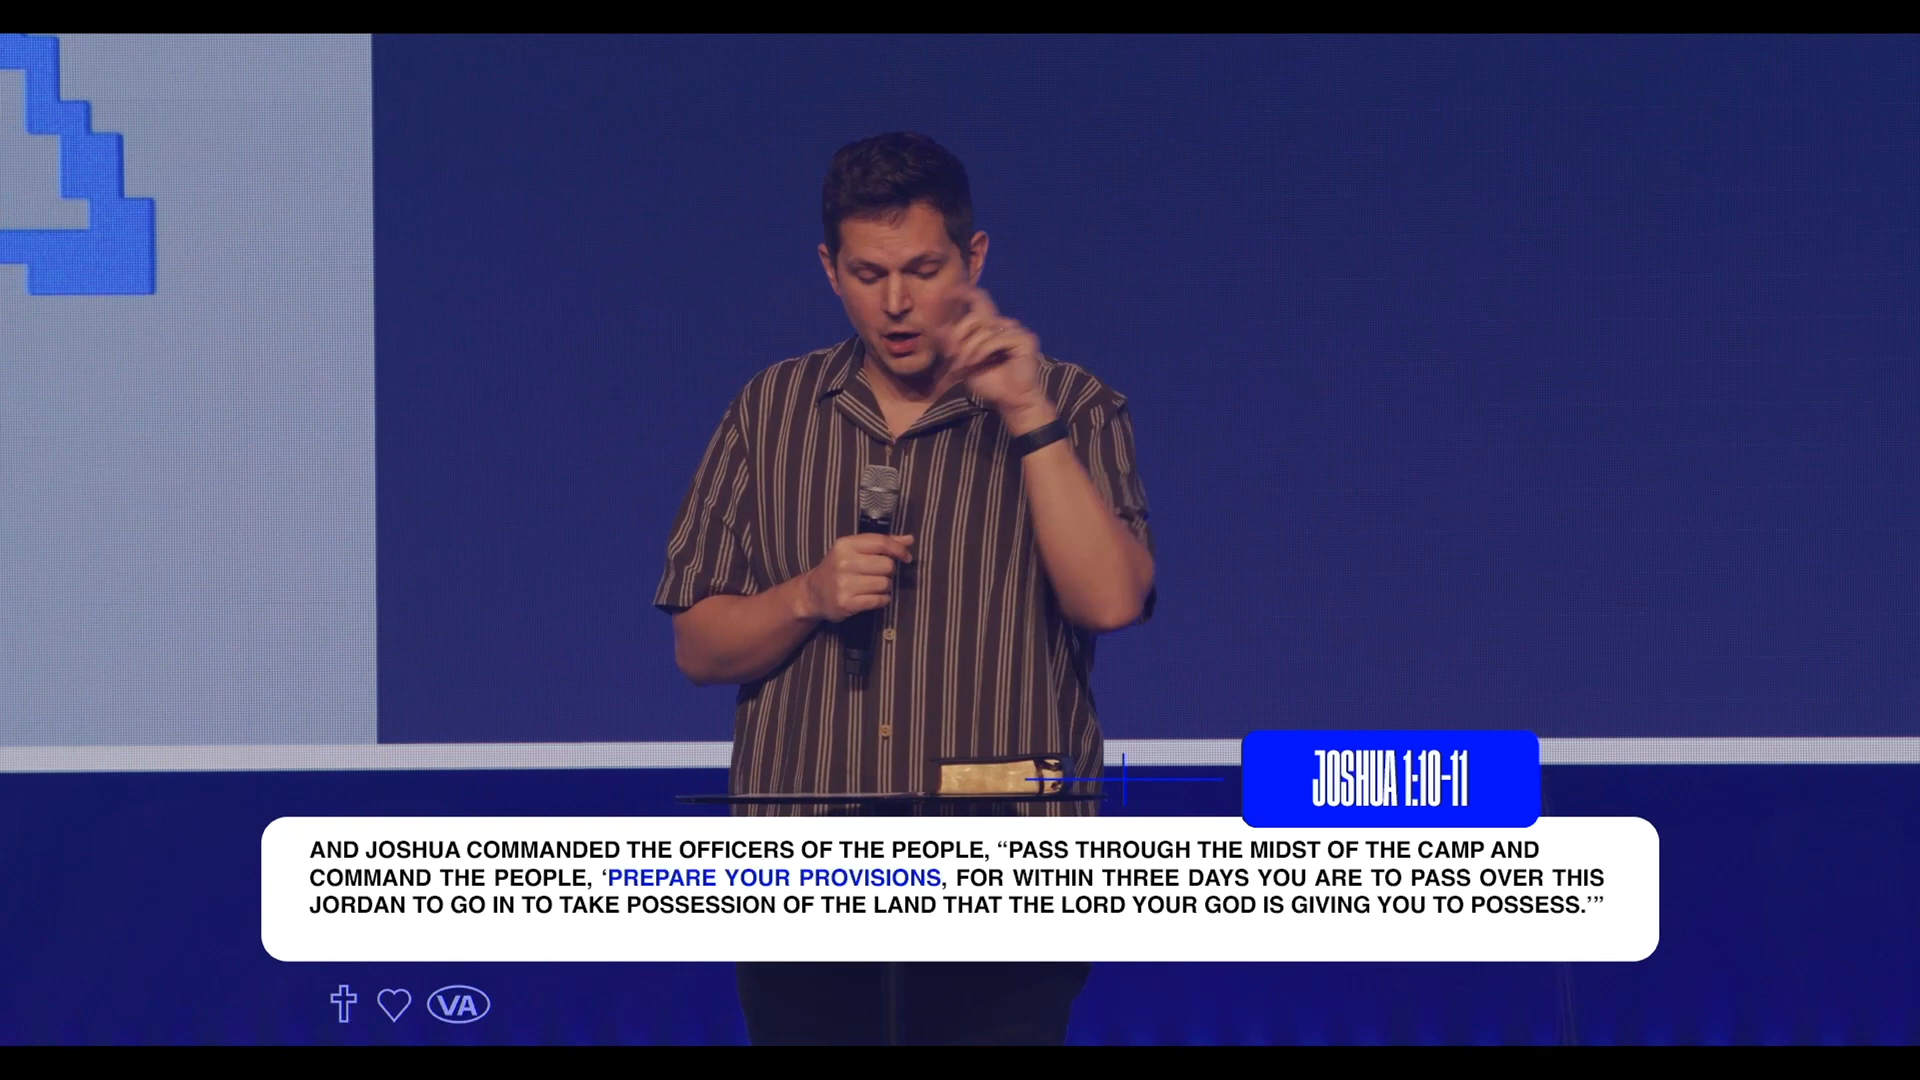 JOSHUA 1:10-11
AND JOSHUA COMMANDED THE OFFICERS OF THE PEOPLE, “PASS THROUGH THE MIDST OF THE CAMP AND
COMMAND THE PEOPLE, ‘PREPARE YOUR PROVISIONS, FOR WITHIN THREE DAYS YOU ARE TO PASS OVER THIS
JORDAN TO GO IN TO TAKE POSSESSION OF THE LAND THAT THE LORD YOUR GOD IS GIVING YOU TO POSSESS.’”
VA